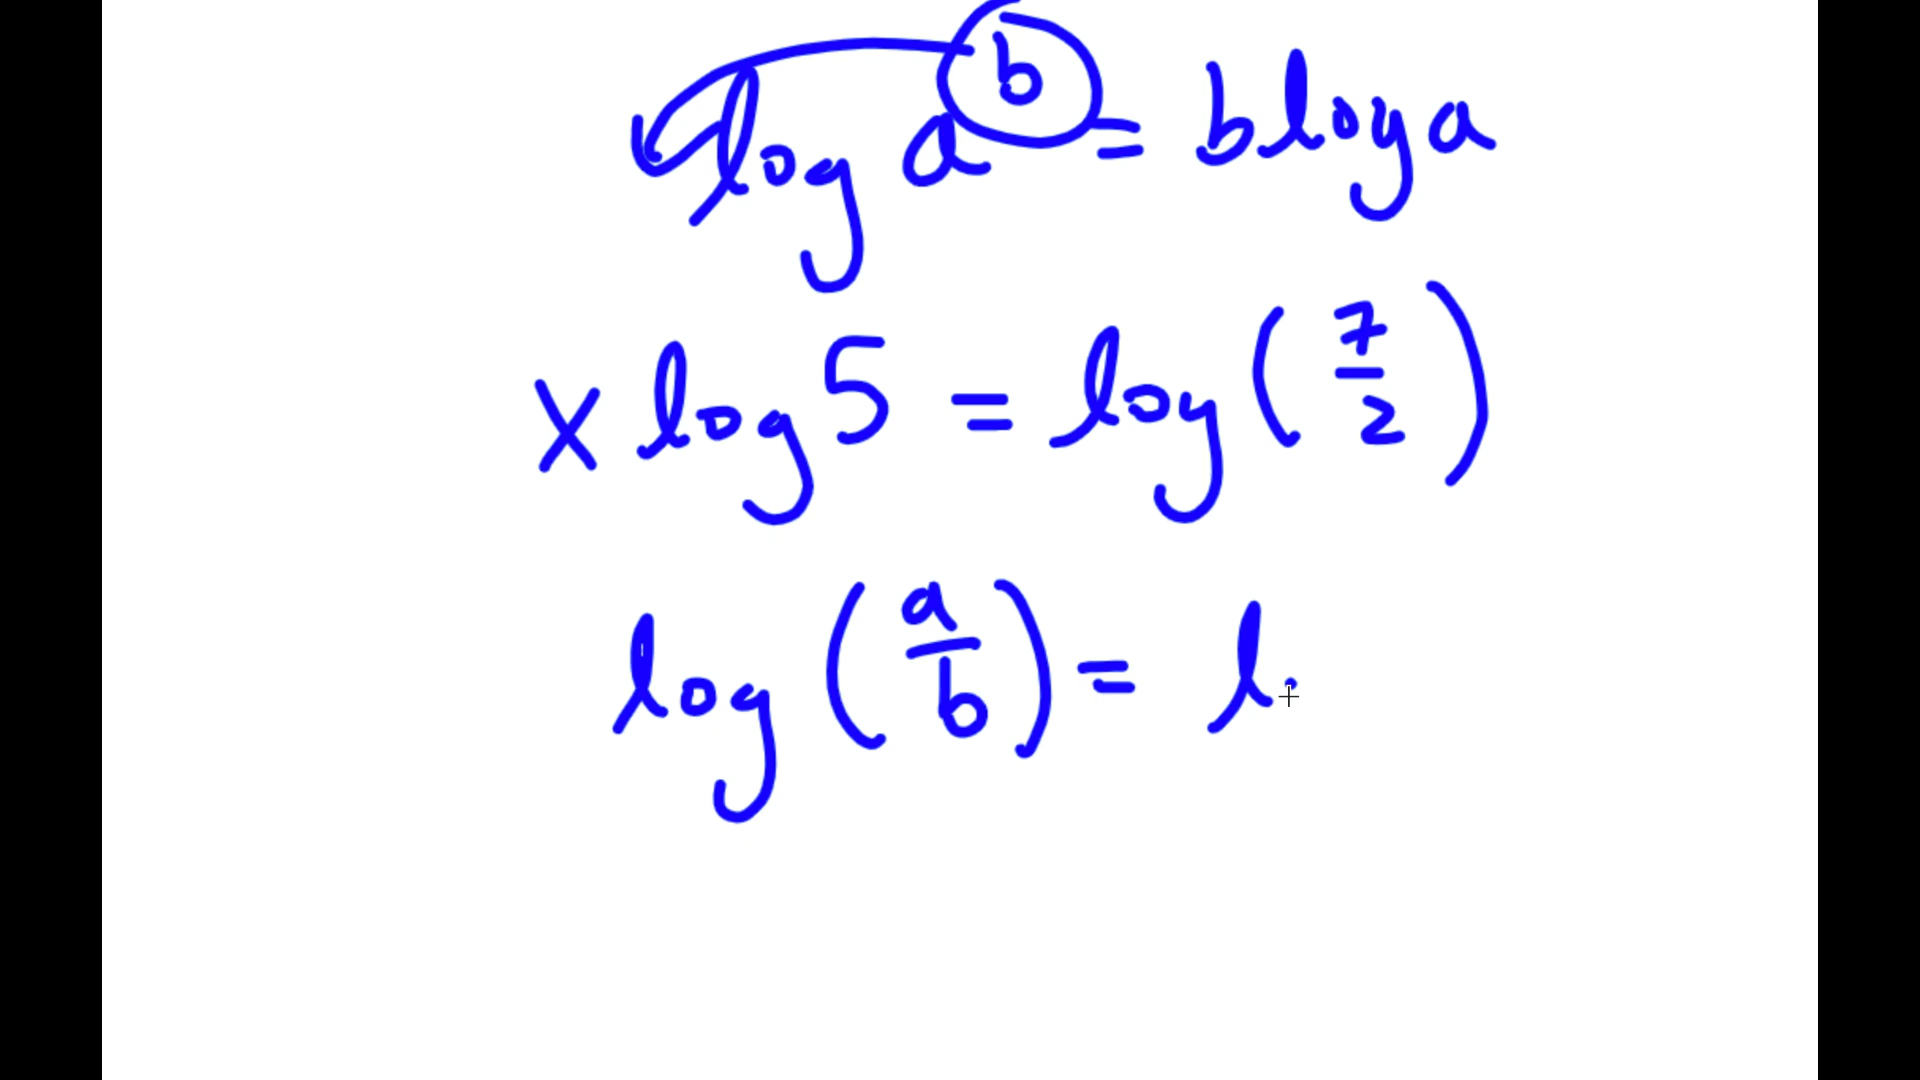 log a^b = b log a
x log 5 = log (7/2)
log (a/b) = l